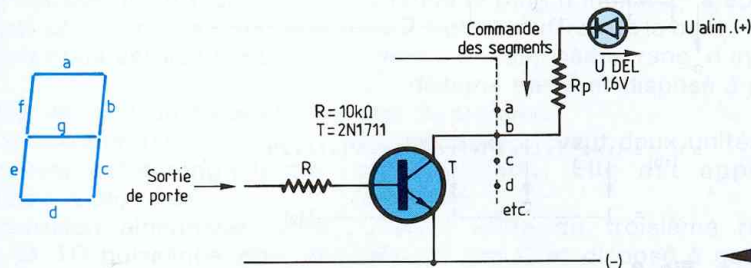 a
f
b
g
e
c
d
Commande
des segments
U alim.(+)
U DEL
1,6V
Rp
R = 10kΩ
T = 2N1711
a
b
c
d
etc.
Sortie
de porte
R
T
(-)